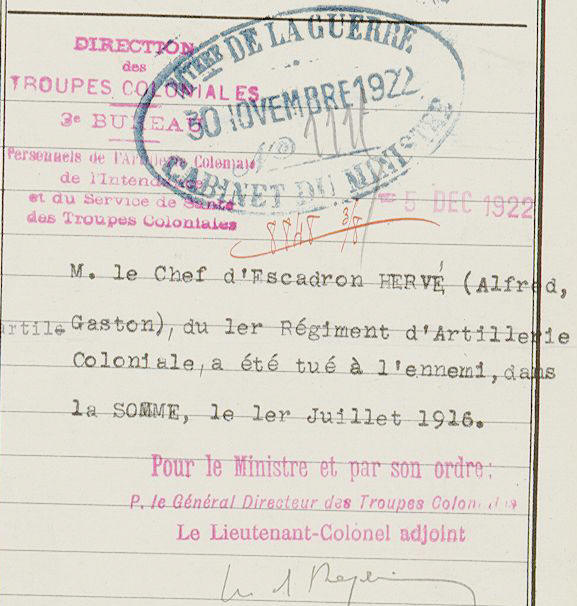 DIRECTION
des
TROUPES COLONIALES
3e BUREAU
Personnels de l'Artillerie Coloniale
de l'Intendance
et du Service de Santé
des Troupes Coloniales
Mtère DE LA GUERRE
30 NOVEMBRE 1922
CABINET DU MINISTRE
5 DEC 1922
M. le Chef d'Escadron HERVÉ (Alfred,
artile Gaston), du 1er Régiment d'Artillerie
Coloniale, a été tué à l'ennemi, dans
la SOMME, le 1er Juillet 1916.
Pour le Ministre et par son ordre:
P. le Général Directeur des Troupes Coloniales
Le Lieutenant-Colonel adjoint